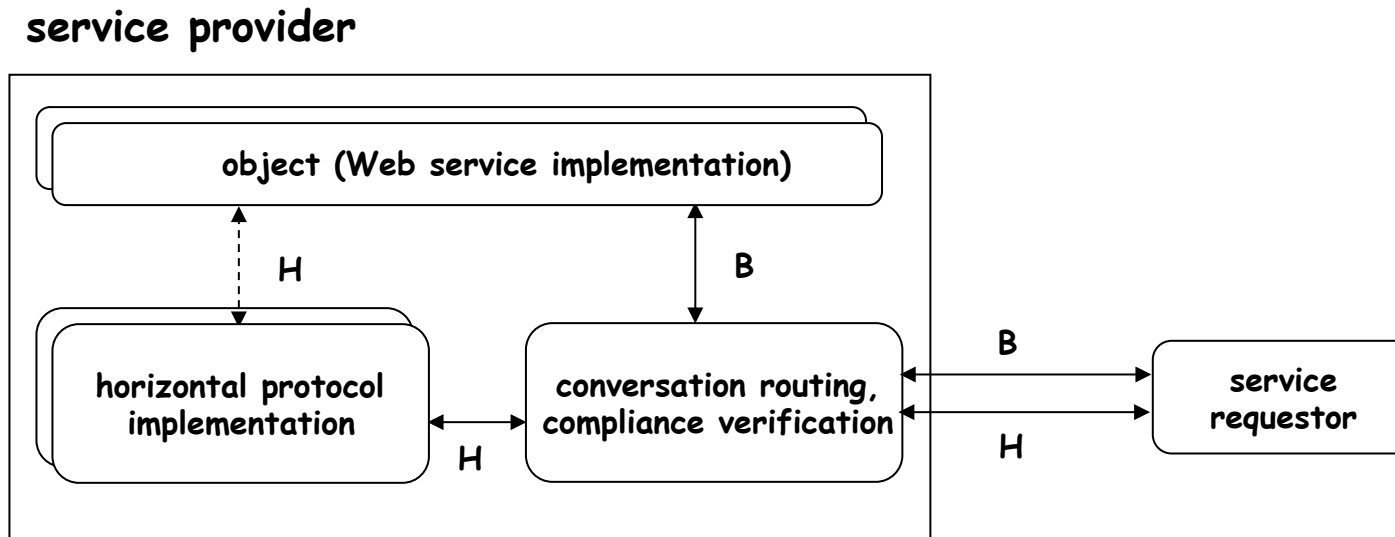 service provider
object (Web service implementation)
H
B
horizontal protocol
implementation
H
conversation routing,
compliance verification
B
H
service
requestor